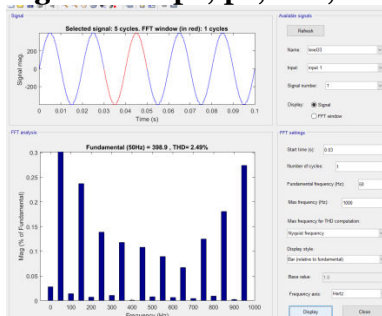 Signal
Selected signal: 5 cycles. FFT window (in red): 1 cycles
200
0
-200
Signal mag.
0 0.01 0.02 0.03 0.04 0.05 0.06 0.07 0.08 0.09 0.1
Time (s)
FFT analysis
Fundamental (50Hz) = 398.9 , THD= 2.49%
0.3
0.25
0.2
0.15
0.1
0.05
0
Mag (% of Fundamental)
0 100 200 300 400 500 600 700 800 900 1000
Frequency (Hz)
Available signals
Refresh
Name:
Input: input 1
Signal number: 1
Display: Signal
FFT window
FFT settings
Start time (s): 0.03
Number of cycles: 1
Fundamental frequency (Hz):
Max frequency (Hz): 1000
Max frequency for THD computation:
Nyquist frequency
Display style:
Bar (relative to fundamental)
Base value: 1.0
Frequency axis: Hertz
Display Close